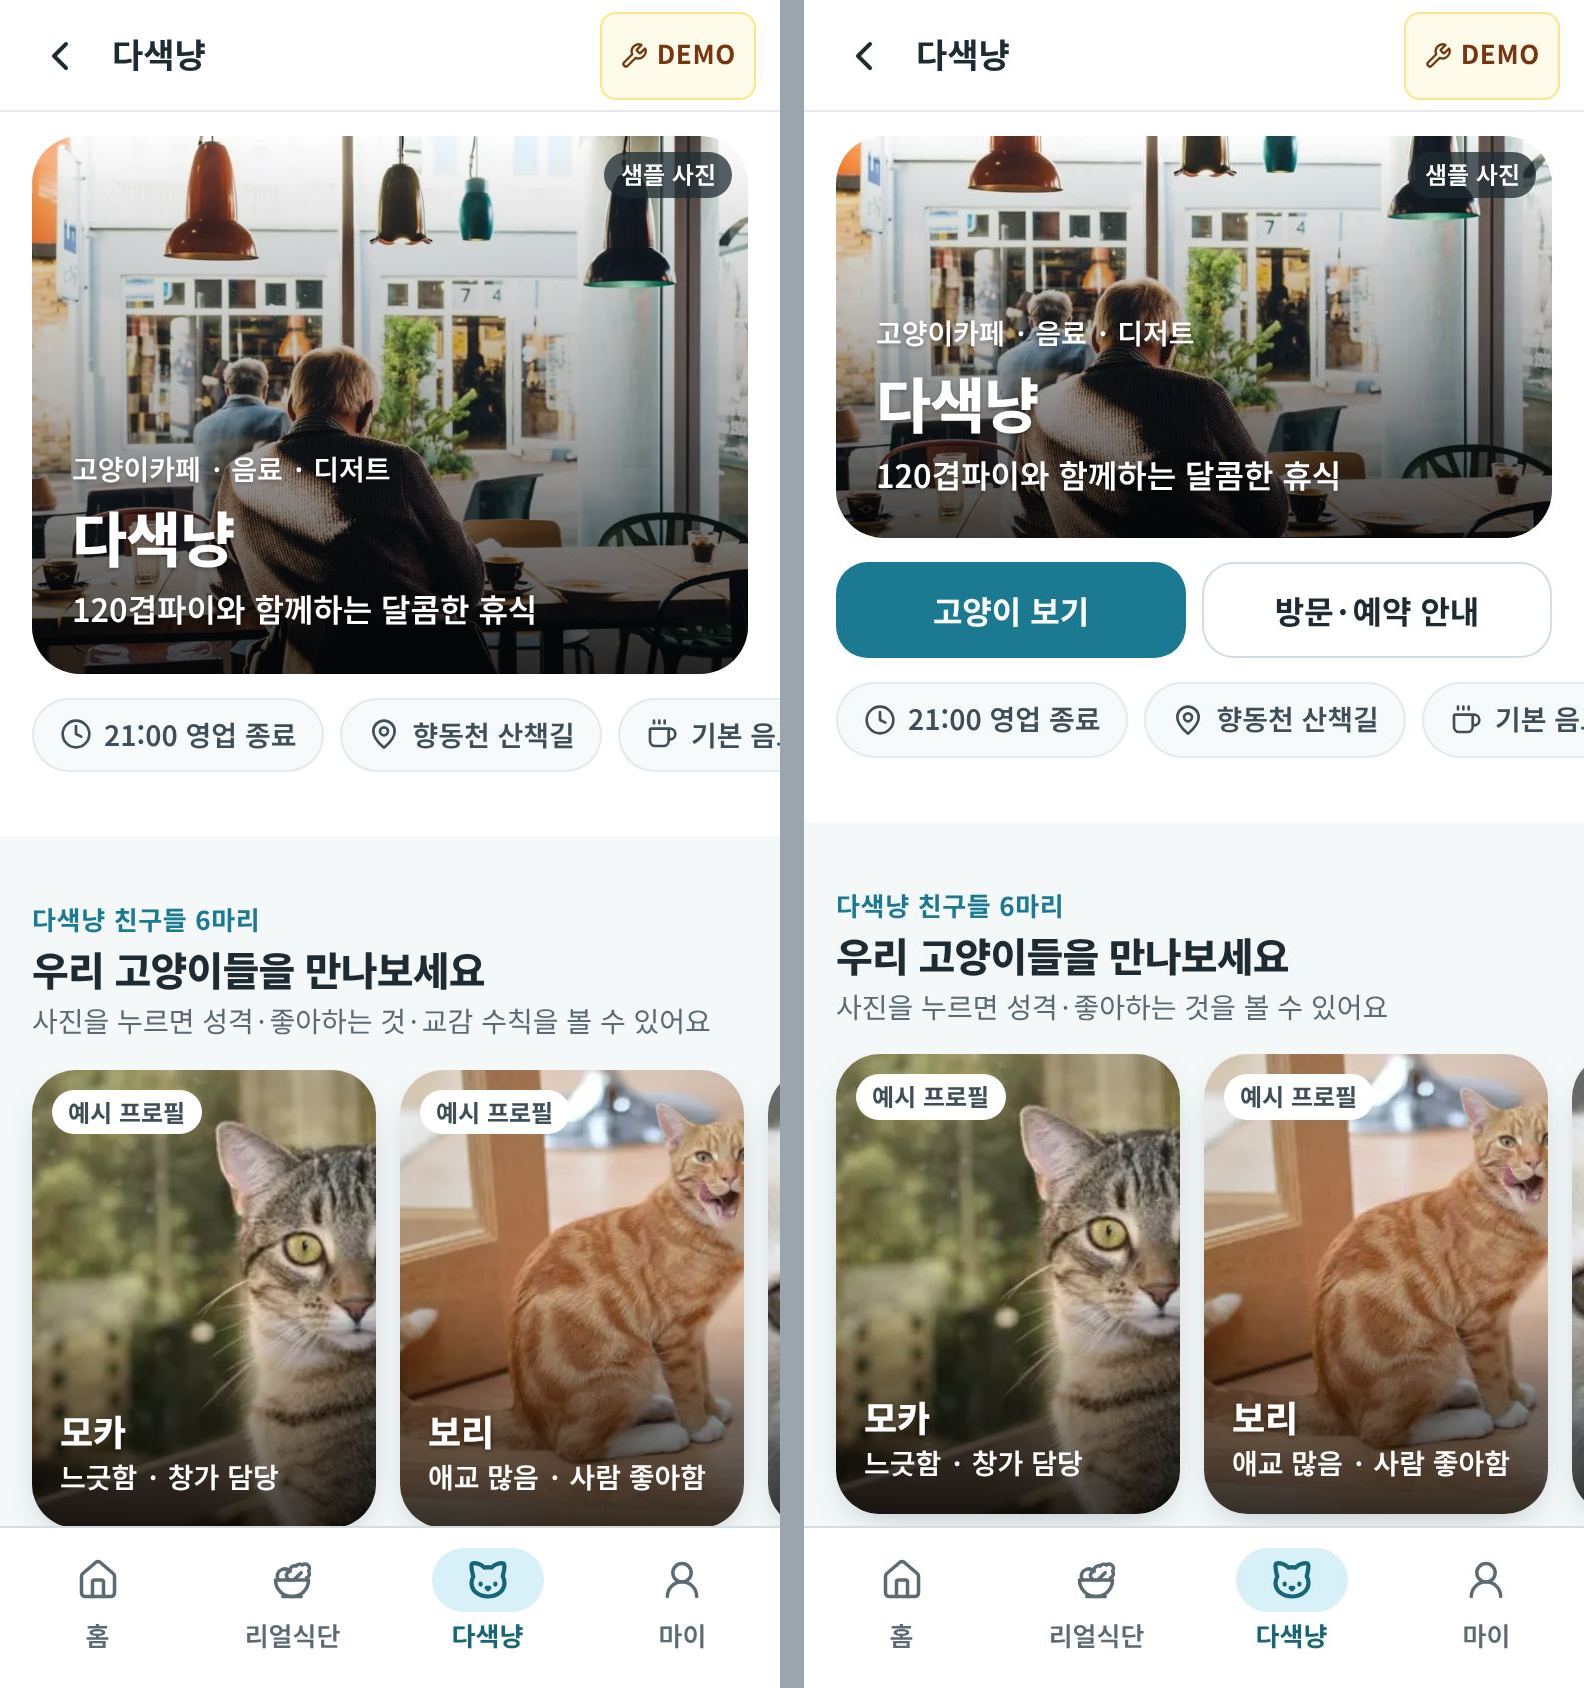 다색냥
DEMO
샘플 사진
7 4
고양이카페 · 음료 · 디저트
다색냥
120겹파이와 함께하는 달콤한 휴식
21:00 영업 종료
향동천 산책길
기본 음
다색냥 친구들 6마리
우리 고양이들을 만나보세요
사진을 누르면 성격·좋아하는 것·교감 수칙을 볼 수 있어요
예시 프로필
예시 프로필
모카
느긋함 · 창가 담당
보리
애교 많음 · 사람 좋아함
홈
리얼식단
다색냥
마이
다색냥
DEMO
샘플 사진
7 4
고양이카페 · 음료 · 디저트
다색냥
120겹파이와 함께하는 달콤한 휴식
고양이 보기
방문·예약 안내
21:00 영업 종료
향동천 산책길
기본 음
다색냥 친구들 6마리
우리 고양이들을 만나보세요
사진을 누르면 성격·좋아하는 것을 볼 수 있어요
예시 프로필
예시 프로필
모카
느긋함 · 창가 담당
보리
애교 많음 · 사람 좋아함
홈
리얼식단
다색냥
마이